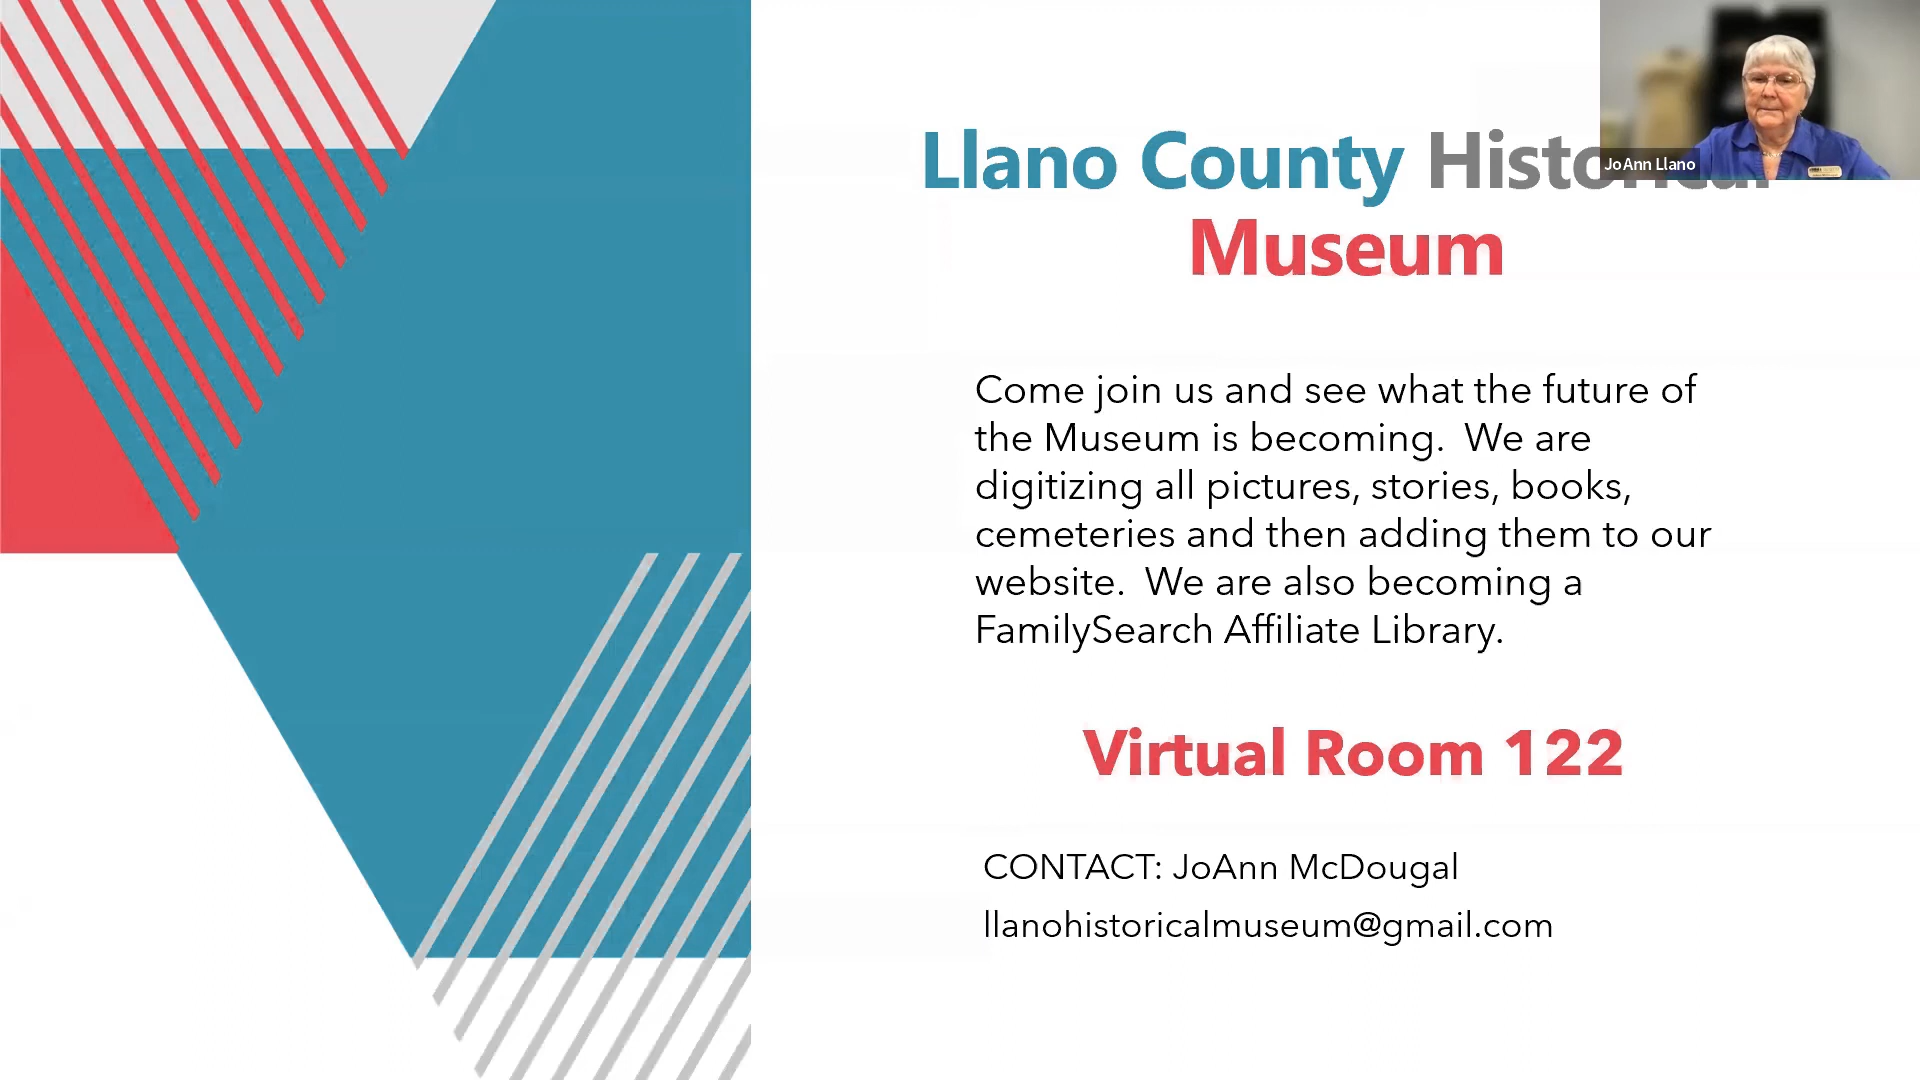 Llano County Historical
JoAnn Llano
Museum
Come join us and see what the future of
the Museum is becoming.  We are
digitizing all pictures, stories, books,
cemeteries and then adding them to our
website.  We are also becoming a
FamilySearch Affiliate Library.
Virtual Room 122
CONTACT: JoAnn McDougal
llanohistoricalmuseum@gmail.com